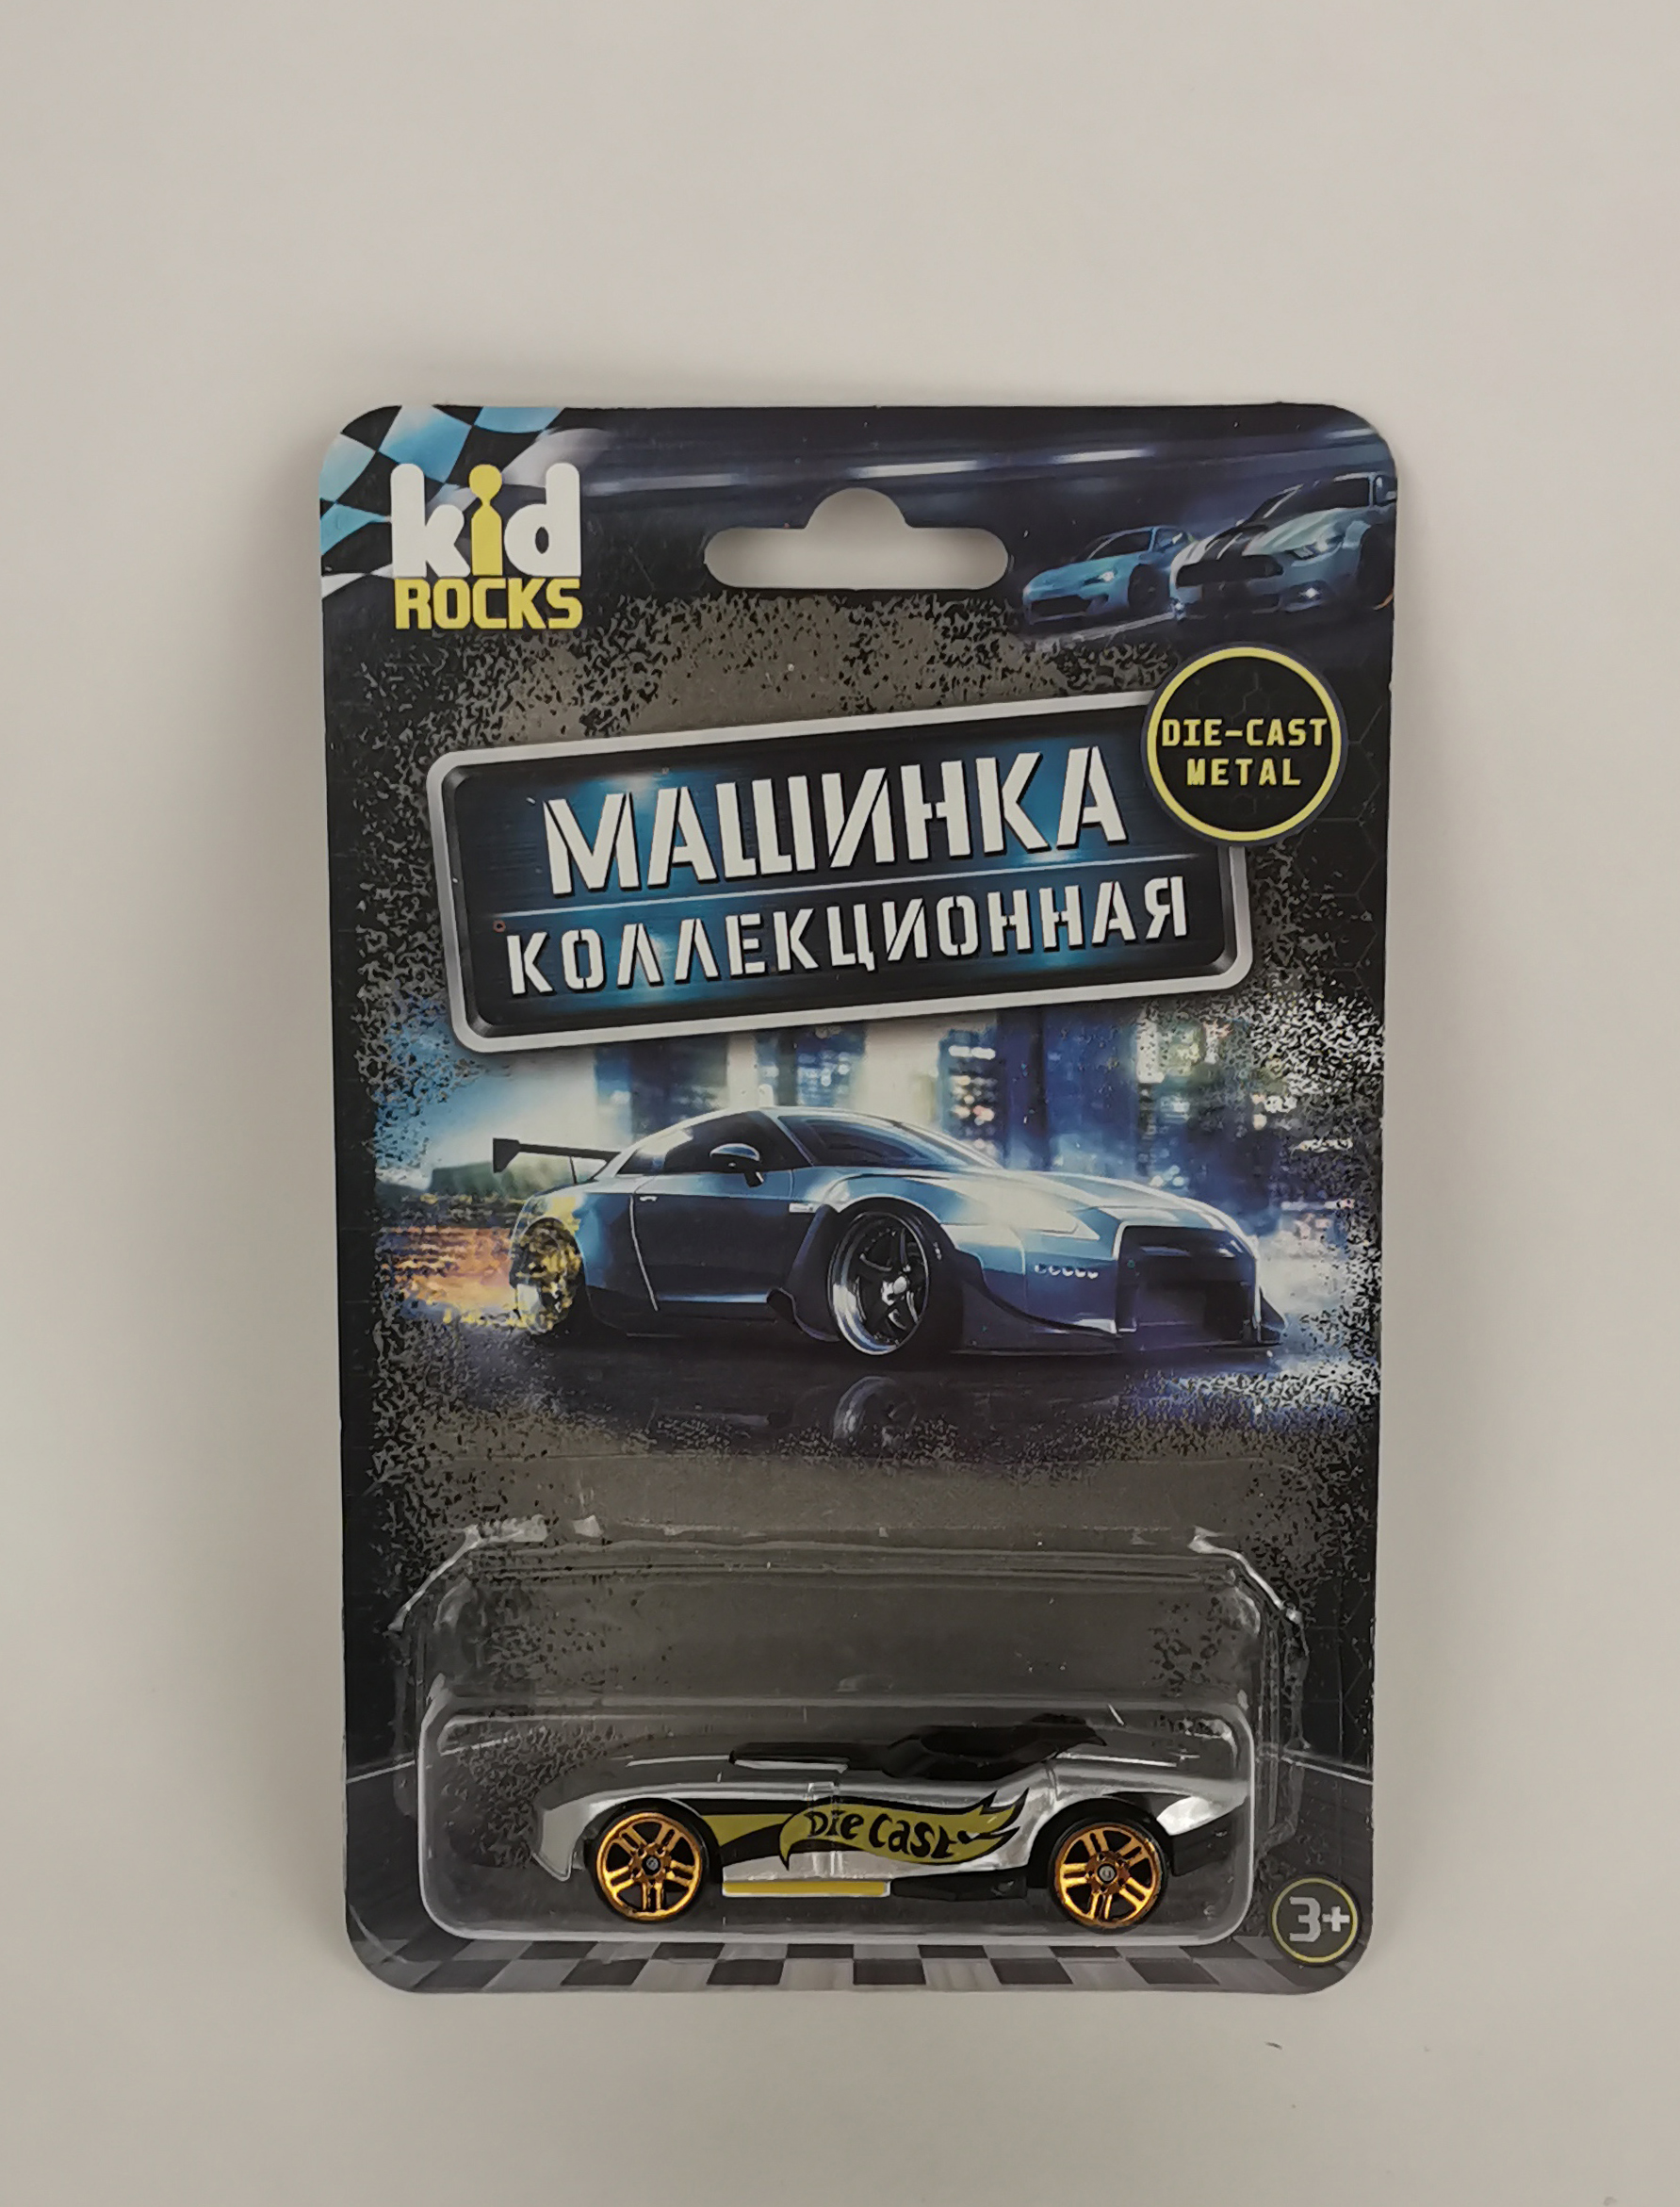 kid
ROCKS
DIE-CAST
METAL
МАШИНКА
КОЛЛЕКЦИОННАЯ
Die cast
3+